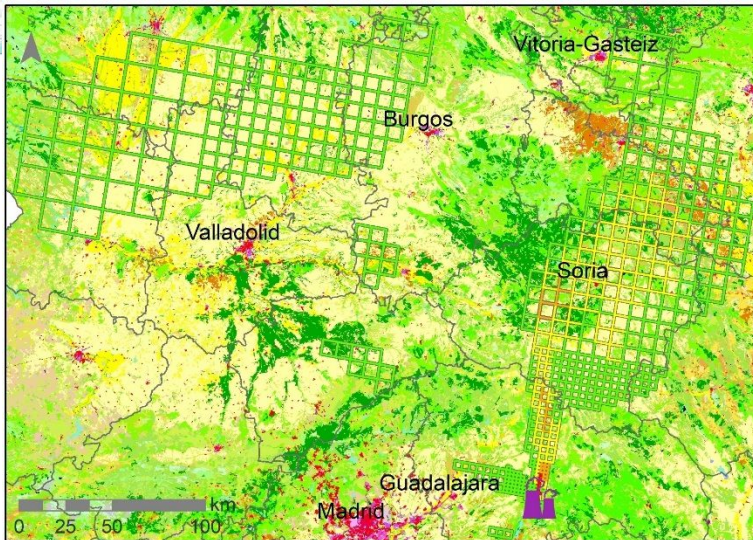 Vitoria-Gasteiz
Burgos
Valladolid
Soria
Guadalajara
Madrid
km
0 25 50 100